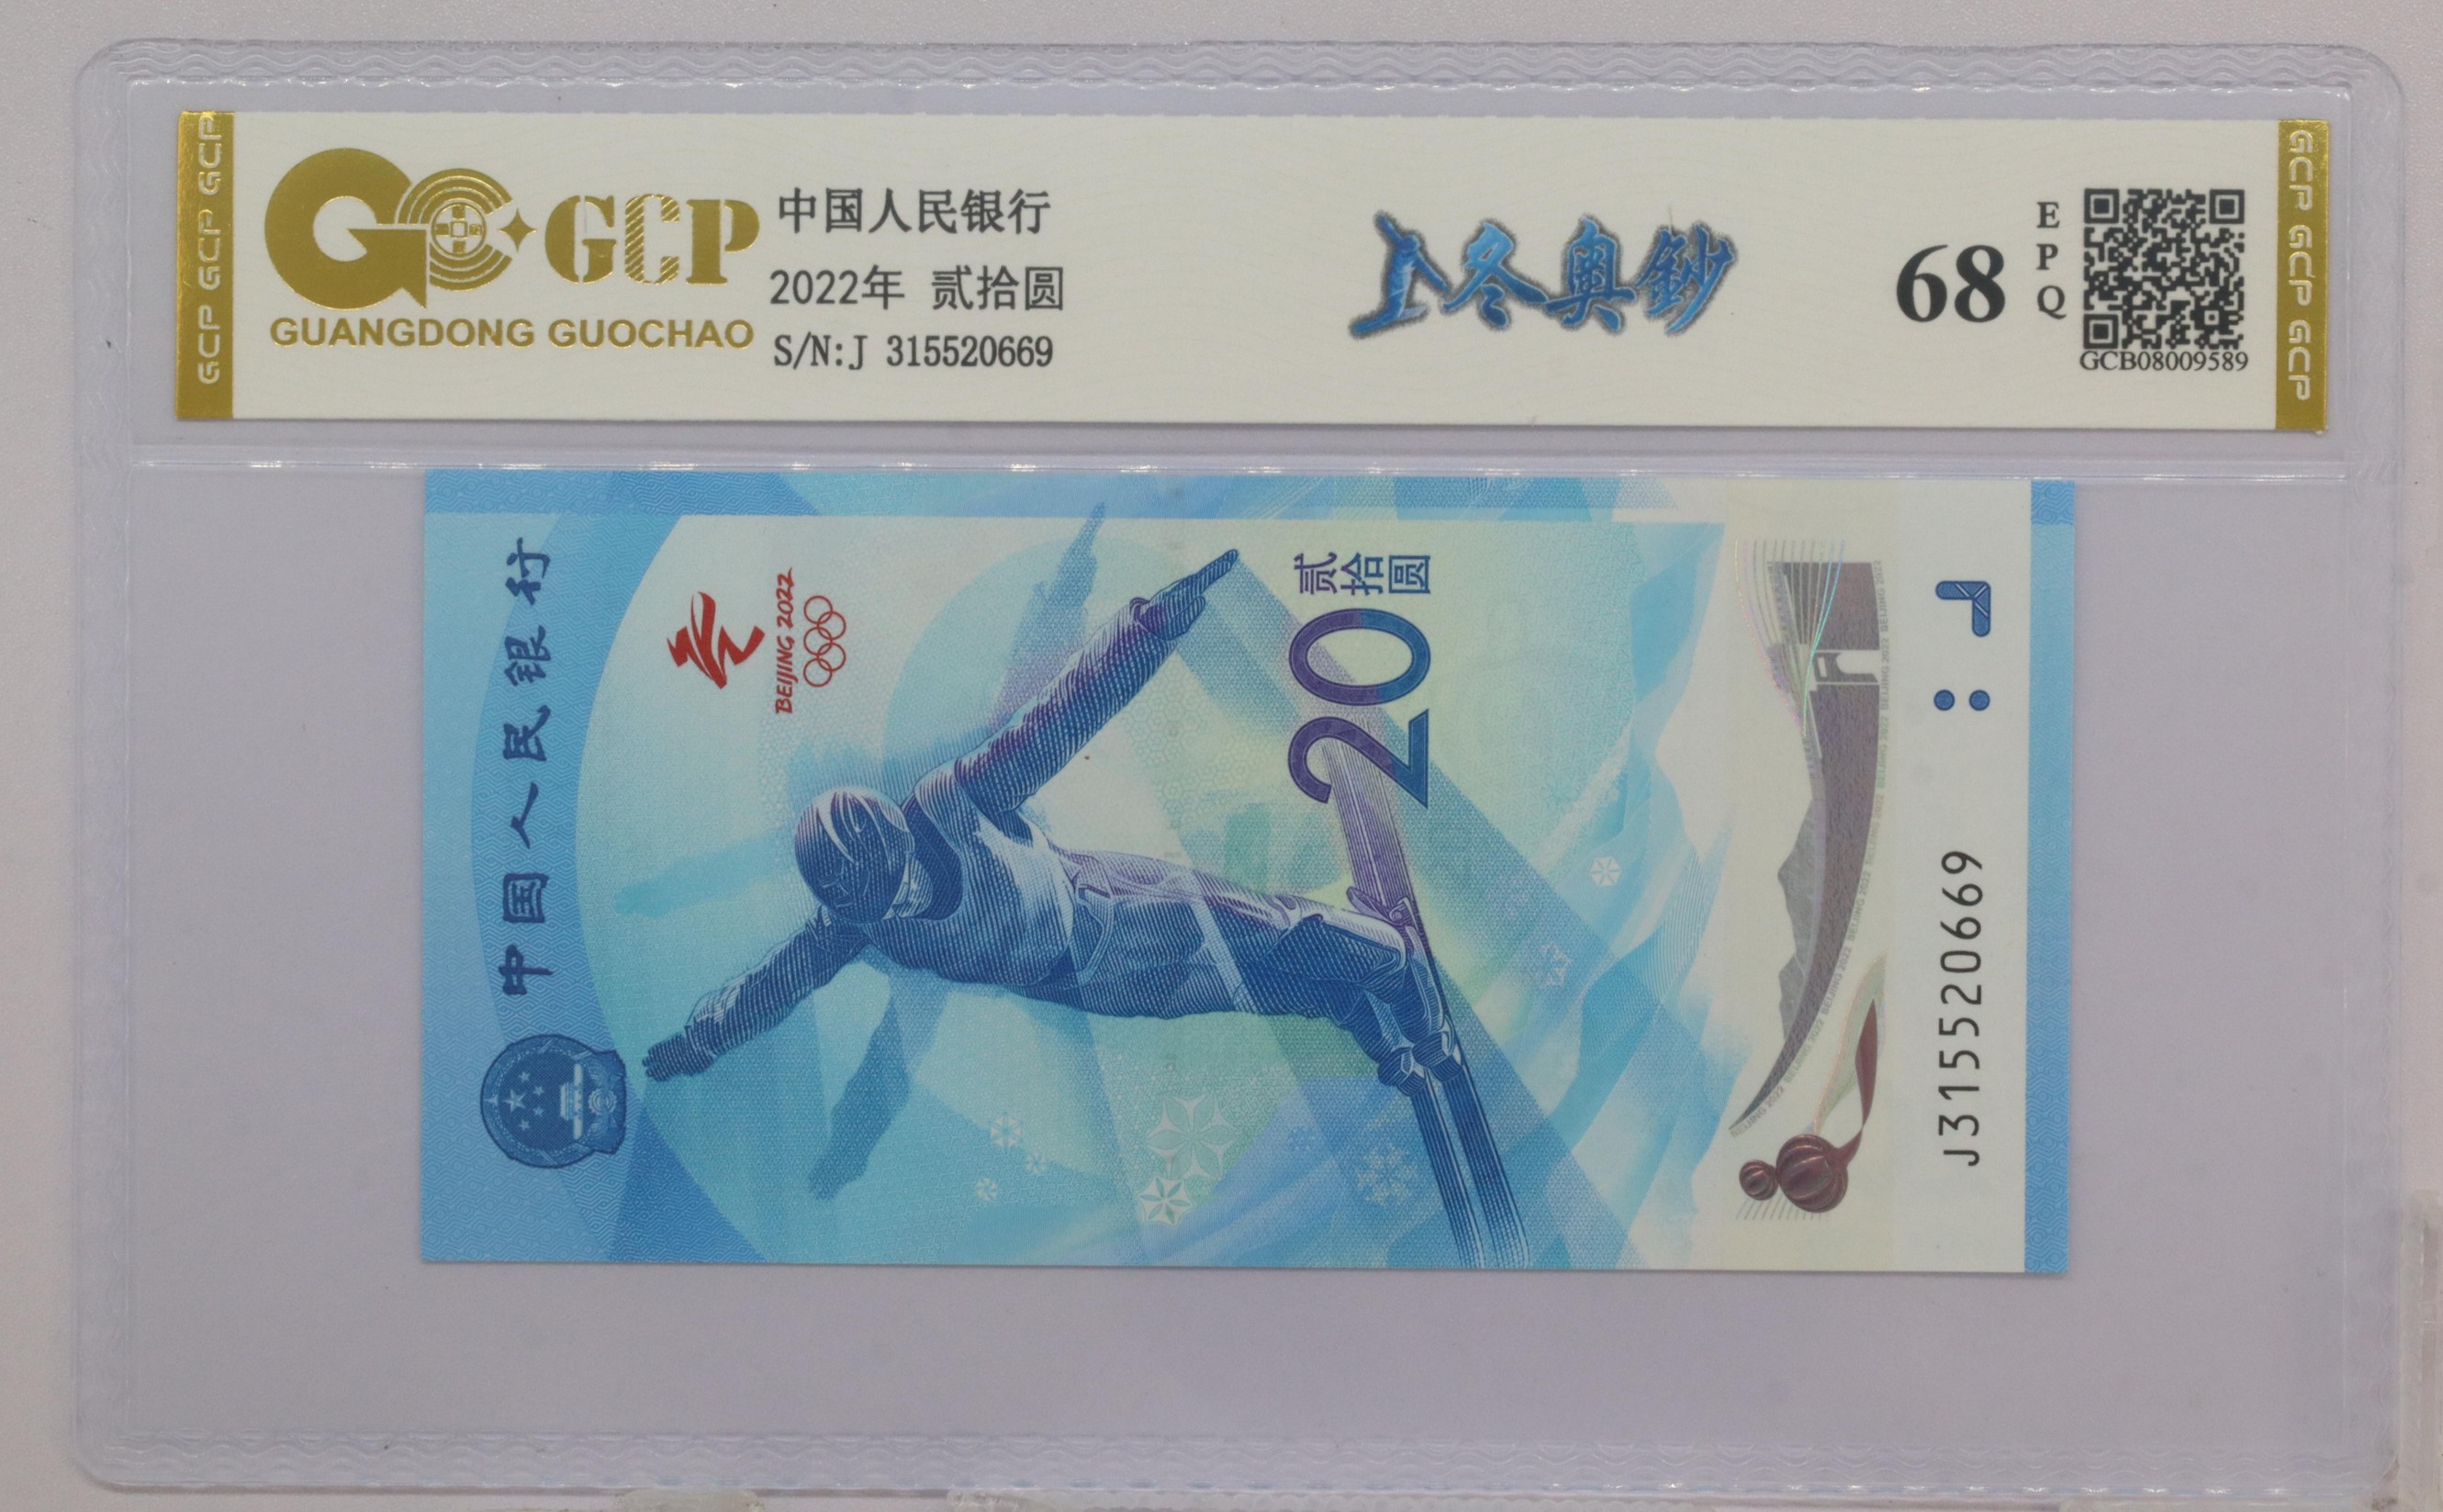 GCP GCP GCP
GCP
GUANGDONG GUOCHAO
中国人民银行
2022年 贰拾圆
S/N:J 315520669
冬奥鈔
68
EPQ
GCB08009589
GCP GCP GCP
中国人民银行
BEIJING 2022
贰拾圆
20
J315520669